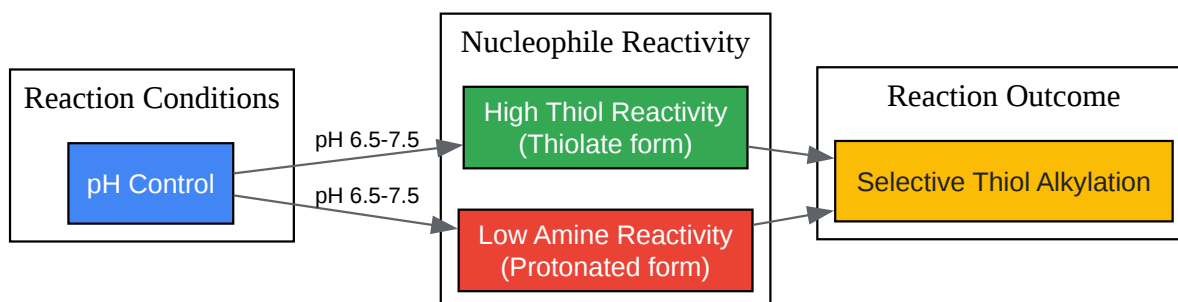 Reaction Conditions
pH Control
pH 6.5-7.5
pH 6.5-7.5
Nucleophile Reactivity
High Thiol Reactivity
(Thiolate form)
Low Amine Reactivity
(Protonated form)
Reaction Outcome
Selective Thiol Alkylation